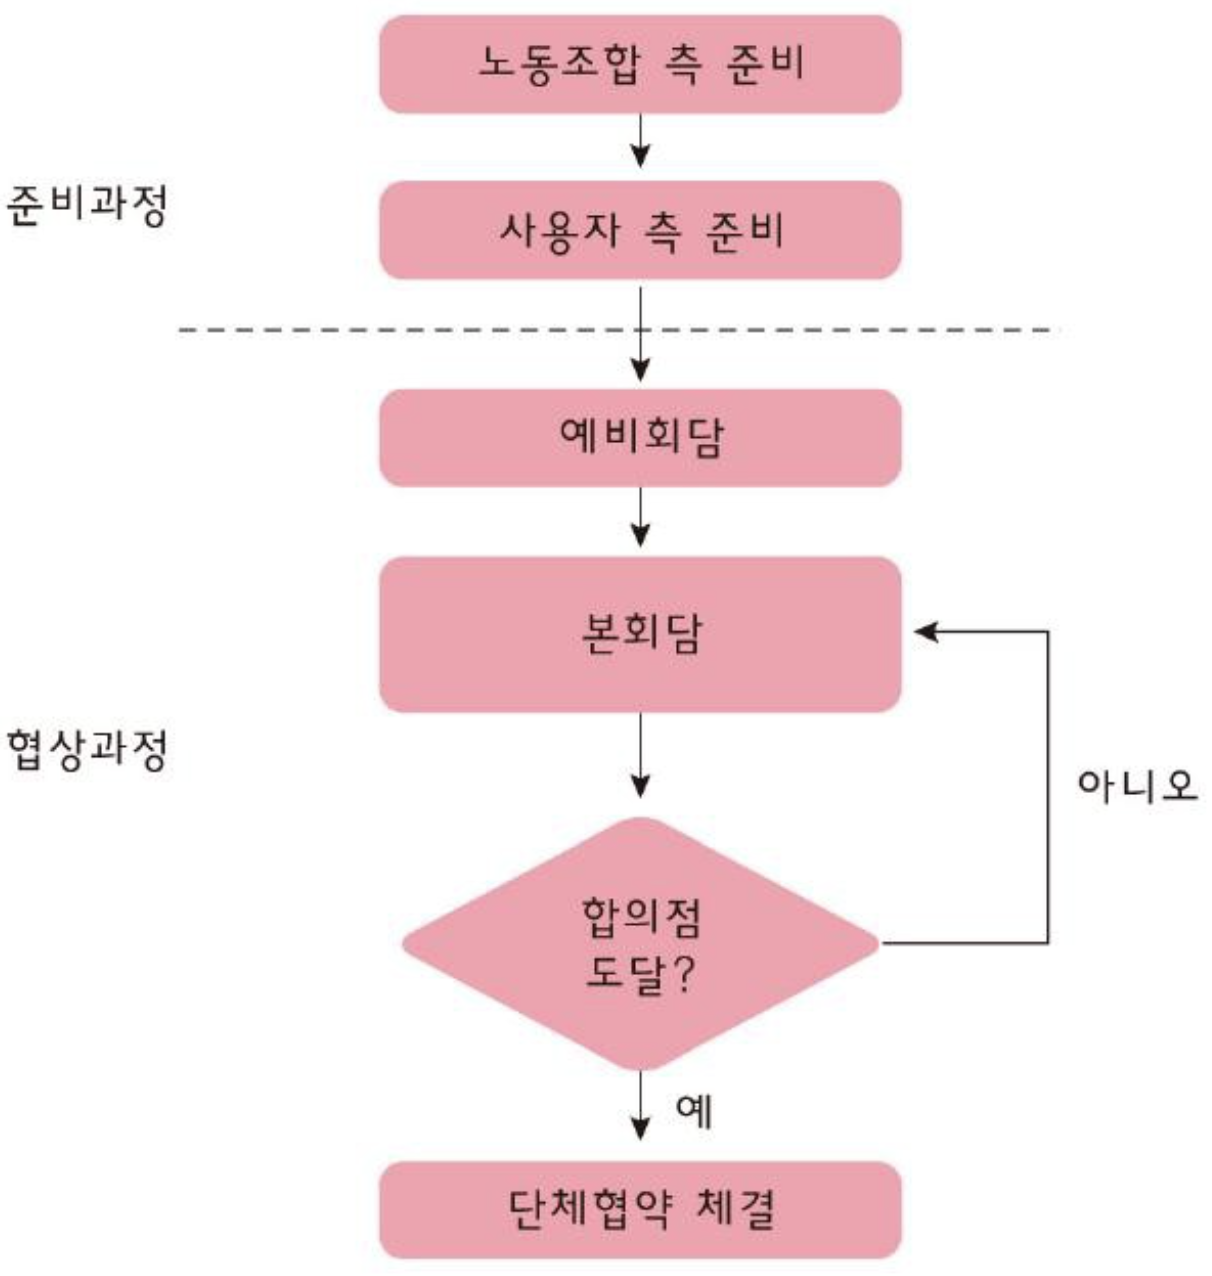 노동조합 측 준비
준비과정
사용자 측 준비
예비회담
본회담
협상과정
아니오
합의점
도달?
예
단체협약 체결